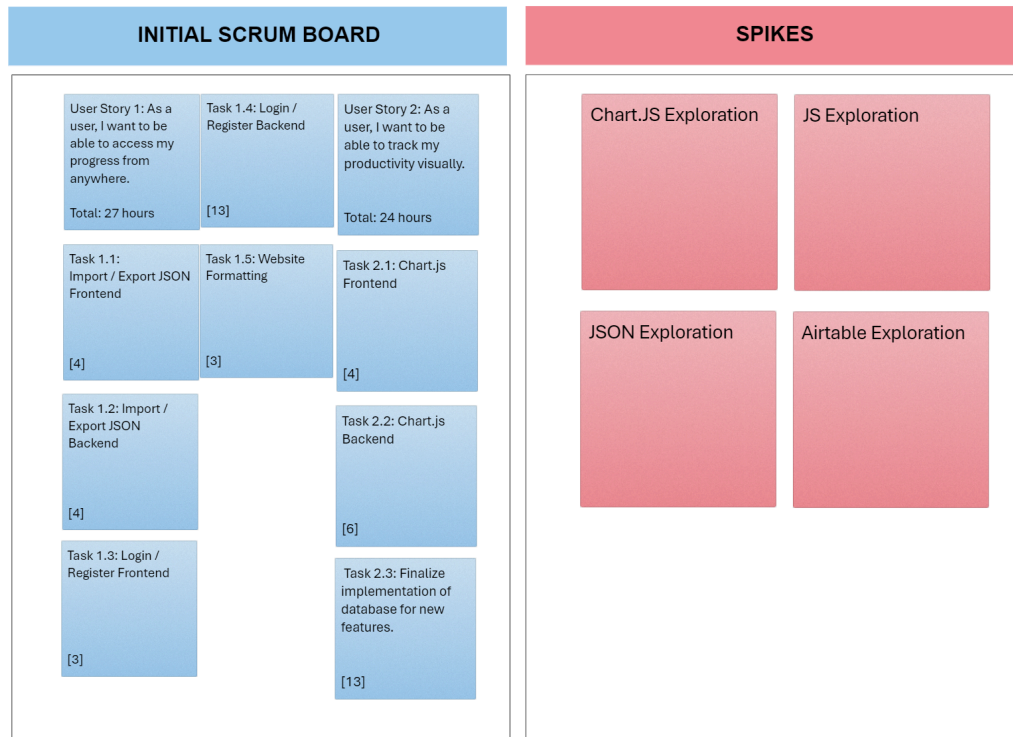 INITIAL SCRUM BOARD
User Story 1: As a
user, I want to be
able to access my
progress from
anywhere.
Total: 27 hours
Task 1.4: Login /
Register Backend
[13]
User Story 2: As a
user, I want to be
able to track my
productivity visually.
Total: 24 hours
Task 1.1:
Import / Export JSON
Frontend
[4]
Task 1.5: Website
Formatting
[3]
Task 2.1: Chart.js
Frontend
[4]
Task 1.2: Import /
Export JSON
Backend
[4]
Task 2.2: Chart.js
Backend
[6]
Task 1.3: Login /
Register Frontend
[3]
Task 2.3: Finalize
implementation of
database for new
features.
[13]
SPIKES
Chart.JS Exploration
JS Exploration
JSON Exploration
Airtable Exploration